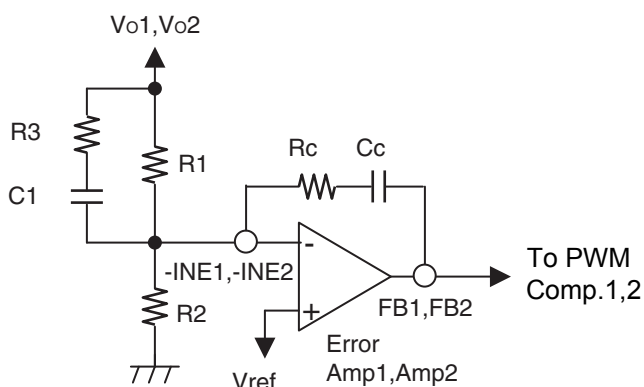 Vo1,Vo2
R3
R1
C1
Rc
Cc
-
-INE1,-INE2
To PWM
Comp.1,2
R2
+
FB1,FB2
Vref
Error
Amp1,Amp2